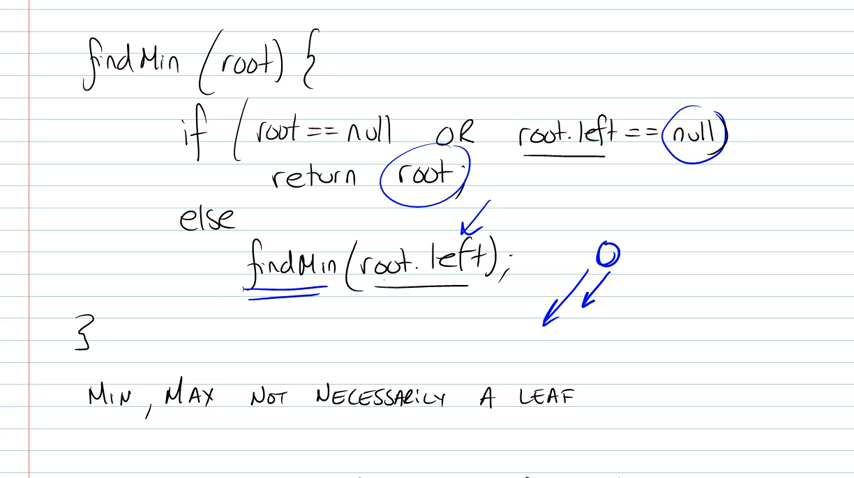 findMin (root) {
if (root == null OR root.left == null)
return root;
else
findMin (root.left);
}
MIN, MAX NOT NECESSARILY A LEAF